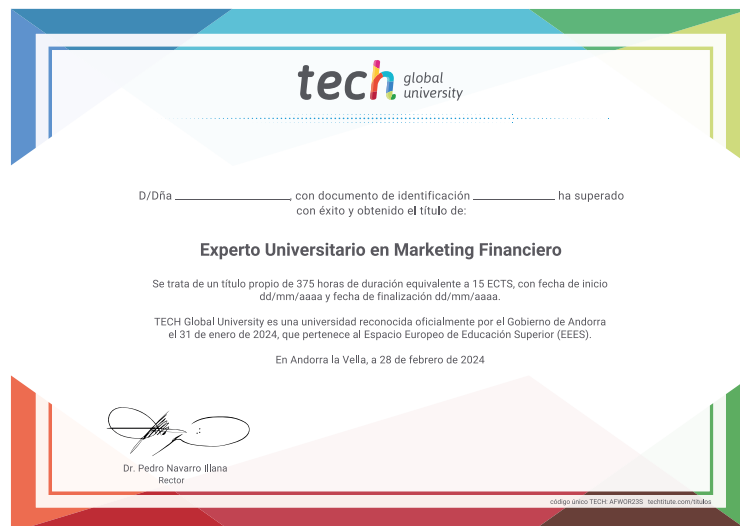 tech global university
D/Dña ____________, con documento de identificación __________ ha superado
con éxito y obtenido el título de:
Experto Universitario en Marketing Financiero
Se trata de un título propio de 375 horas de duración equivalente a 15 ECTS, con fecha de inicio
dd/mm/aaaa y fecha de finalización dd/mm/aaaa.
TECH Global University es una universidad reconocida oficialmente por el Gobierno de Andorra
el 31 de enero de 2024, que pertenece al Espacio Europeo de Educación Superior (EEES).
En Andorra la Vella, a 28 de febrero de 2024
Dr. Pedro Navarro Illana
Rector
código único TECH: AFWOR23S techtitute.com/titulos